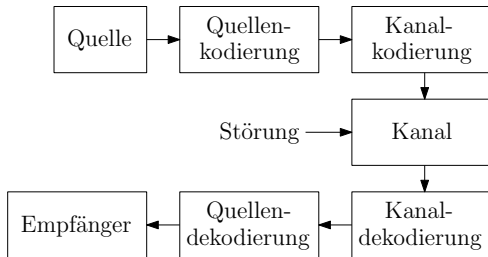 Quelle
Quellen-
kodierung
Kanal-
kodierung
Störung
Kanal
Empfänger
Quellen-
dekodierung
Kanal-
dekodierung